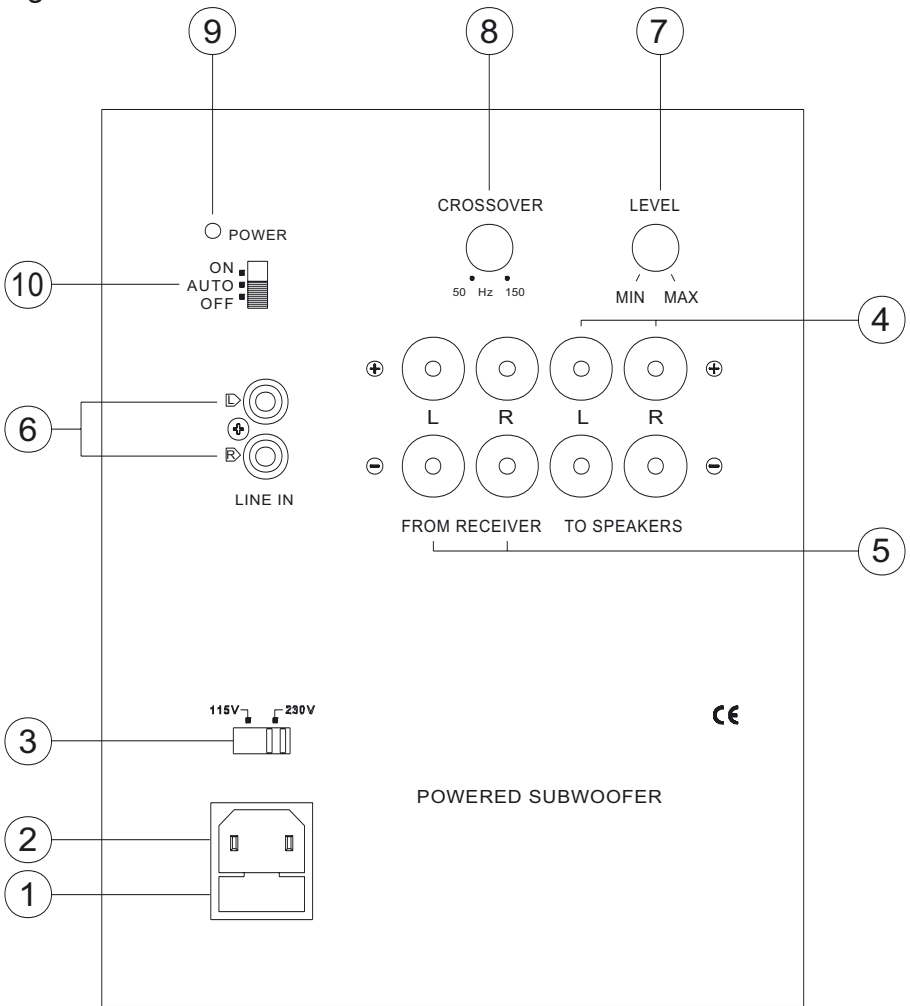 g
9 8 7
CROSSOVER LEVEL
POWER
10
ON
AUTO
OFF
50 Hz 150
MIN MAX
4
L R L R
6
L
R
LINE IN
FROM RECEIVER TO SPEAKERS
5
115V 230V
CE
3
POWERED SUBWOOFER
2
1